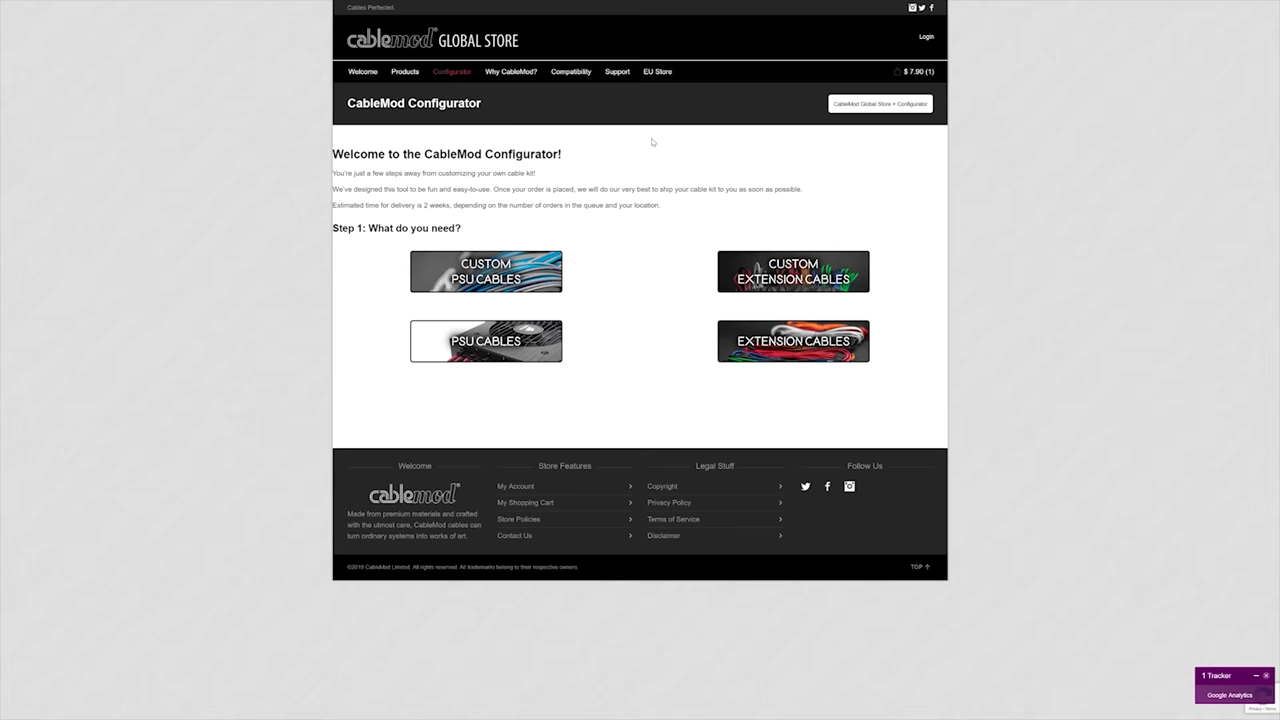 Cables Perfected.
cablemod GLOBAL STORE
Login
Welcome Products Configurator Why CableMod? Compatibility Support EU Store $ 7.90 (1)
CableMod Configurator
CableMod Global Store > Configurator
Welcome to the CableMod Configurator!
You're just a few steps away from customizing your own cable kit!
We've designed this tool to be fun and easy-to-use. Once your order is placed, we will do our very best to ship your cable kit to you as soon as possible.
Estimated time for delivery is 2 weeks, depending on the number of orders in the queue and your location.
Step 1: What do you need?
CUSTOM
PSU CABLES
CUSTOM
EXTENSION CABLES
PSU CABLES
EXTENSION CABLES
Welcome
cablemod
Made from premium materials and crafted
with the utmost care, CableMod cables can
turn ordinary systems into works of art.
Store Features
My Account
My Shopping Cart
Store Policies
Contact Us
Legal Stuff
Copyright
Privacy Policy
Terms of Service
Disclaimer
Follow Us
©2019 CableMod Limited. All rights reserved. All trademarks belong to their respective owners.
TOP
1 Tracker
Google Analytics
Privacy - Terms